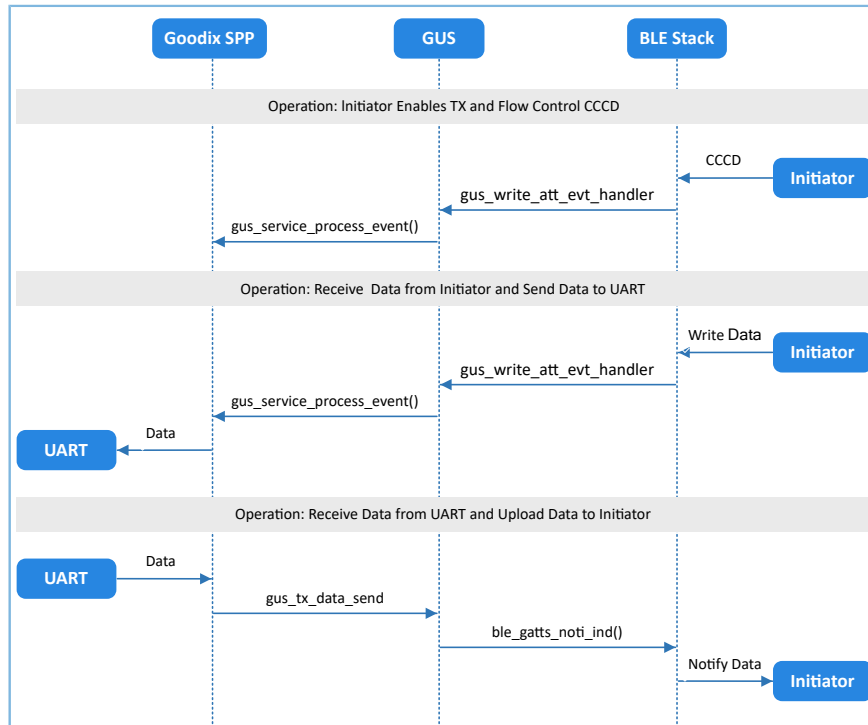 Goodix SPP
GUS
BLE Stack
Operation: Initiator Enables TX and Flow Control CCCD
CCCD
Initiator
gus_write_att_evt_handler
gus_service_process_event()
Operation: Receive  Data from Initiator and Send Data to UART
Write Data
Initiator
gus_write_att_evt_handler
gus_service_process_event()
Data
UART
Operation: Receive Data from UART and Upload Data to Initiator
Data
UART
gus_tx_data_send
ble_gatts_noti_ind()
Notify Data
Initiator